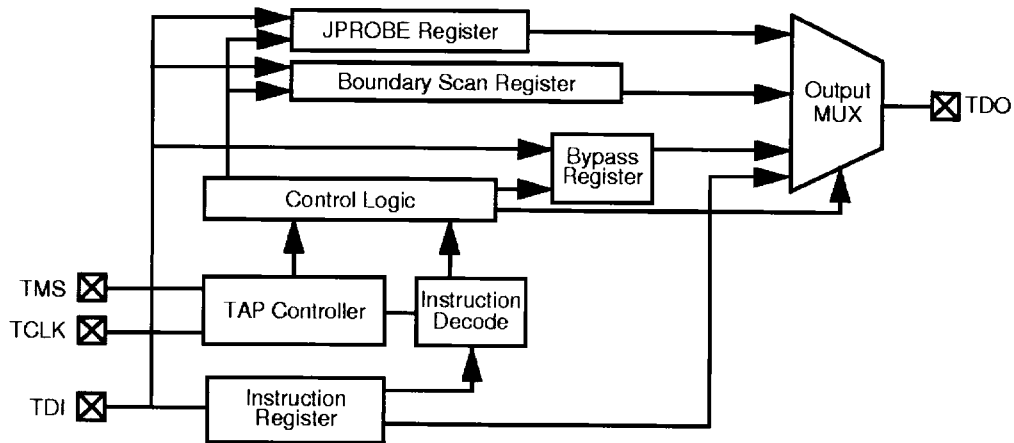 JPROBE Register
Boundary Scan Register
Output
MUX
TDO
Bypass
Register
Control Logic
TMS
TAP Controller
Instruction
Decode
TCLK
TDI
Instruction
Register